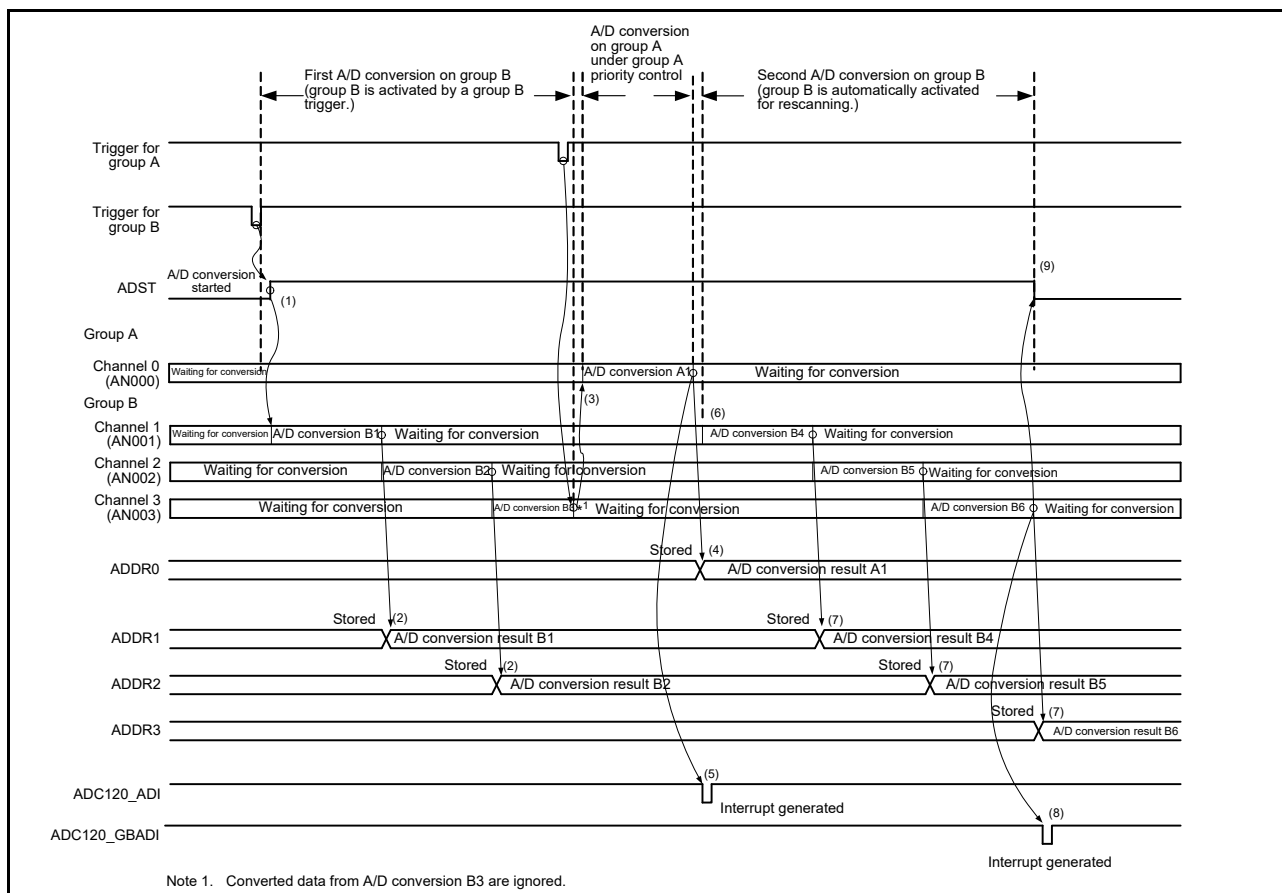 A/D conversion
on group A
under group A
priority control
First A/D conversion on group B
(group B is activated by a group B
trigger.)
Second A/D conversion on group B
(group B is automatically activated
for rescanning.)
Trigger for
group A
Trigger for
group B
ADST
A/D conversion
started
(1)
(9)
Group A
Channel 0
(AN000)
Waiting for conversion
A/D conversion A1
Waiting for conversion
Group B
(3)
(6)
Channel 1
(AN001)
Waiting for conversion
A/D conversion B1
Waiting for conversion
A/D conversion B4
Waiting for conversion
Channel 2
(AN002)
Waiting for conversion
A/D conversion B2
Waiting for conversion
A/D conversion B5
Waiting for conversion
Channel 3
(AN003)
Waiting for conversion
A/D conversion B3
*1
Waiting for conversion
A/D conversion B6
Waiting for conversion
ADDR0
Stored
(4)
A/D conversion result A1
ADDR1
Stored
(2)
A/D conversion result B1
Stored
(7)
A/D conversion result B4
ADDR2
Stored
(2)
A/D conversion result B2
Stored
(7)
A/D conversion result B5
ADDR3
Stored
(7)
A/D conversion result B6
ADC120_ADI
(5)
Interrupt generated
ADC120_GBADI
(8)
Interrupt generated
Note 1. Converted data from A/D conversion B3 are ignored.